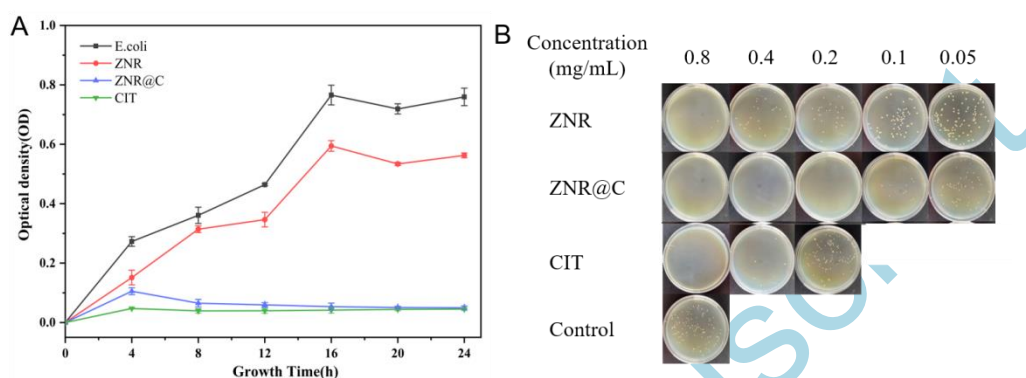 A
E.coli
ZNR
ZNR@C
CIT
Optical density(OD)
1.0
0.8
0.6
0.4
0.2
0.0
0 4 8 12 16 20 24
Growth Time(h)
B
Concentration
(mg/mL)
0.8 0.4 0.2 0.1 0.05
ZNR
ZNR@C
CIT
Control